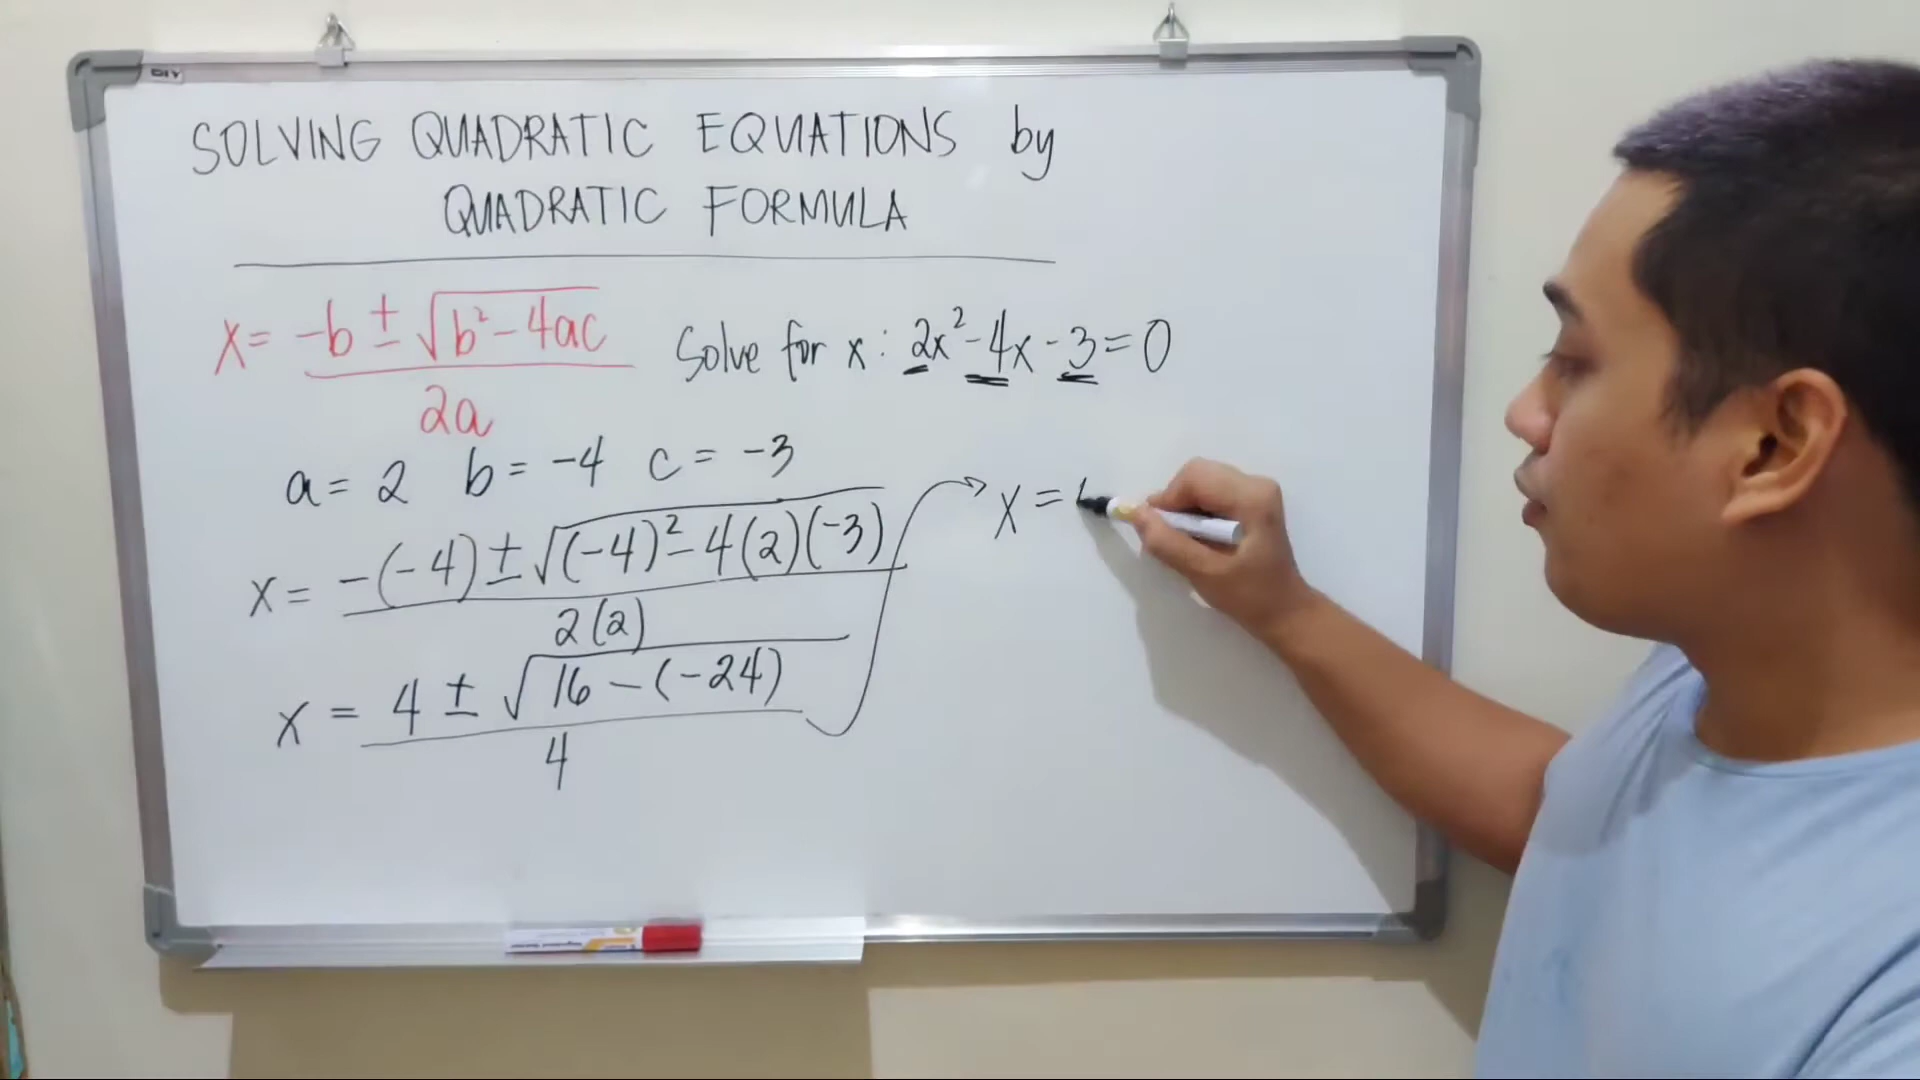 DIY
SOLVING QUADRATIC EQUATIONS by
QUADRATIC FORMULA
x = -b ± √b² - 4ac
2a
Solve for x : 2x² - 4x - 3 = 0
a = 2 b = -4 c = -3
x = -(-4) ± √(-4)² - 4(2)(-3)
2(2)
x = 4 ± √16 - (-24)
4
x =